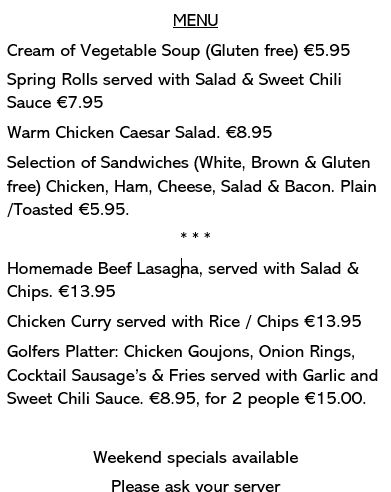 MENU
Cream of Vegetable Soup (Gluten free) €5.95
Spring Rolls served with Salad & Sweet Chili
Sauce €7.95
Warm Chicken Caesar Salad. €8.95
Selection of Sandwiches (White, Brown & Gluten
free) Chicken, Ham, Cheese, Salad & Bacon. Plain
/Toasted €5.95.
* * *
Homemade Beef Lasagna, served with Salad &
Chips. €13.95
Chicken Curry served with Rice / Chips €13.95
Golfers Platter: Chicken Goujons, Onion Rings,
Cocktail Sausage's & Fries served with Garlic and
Sweet Chili Sauce. €8.95, for 2 people €15.00.
Weekend specials available
Please ask your server